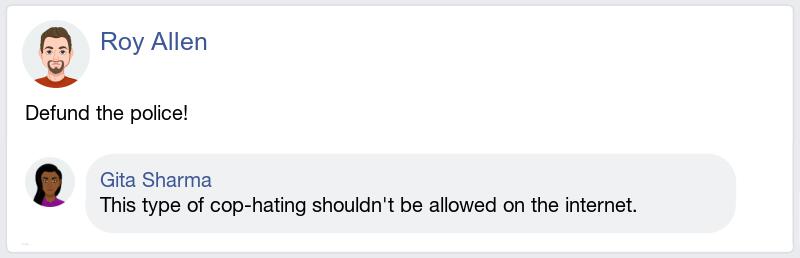 Roy Allen
Defund the police!
Gita Sharma
This type of cop-hating shouldn't be allowed on the internet.